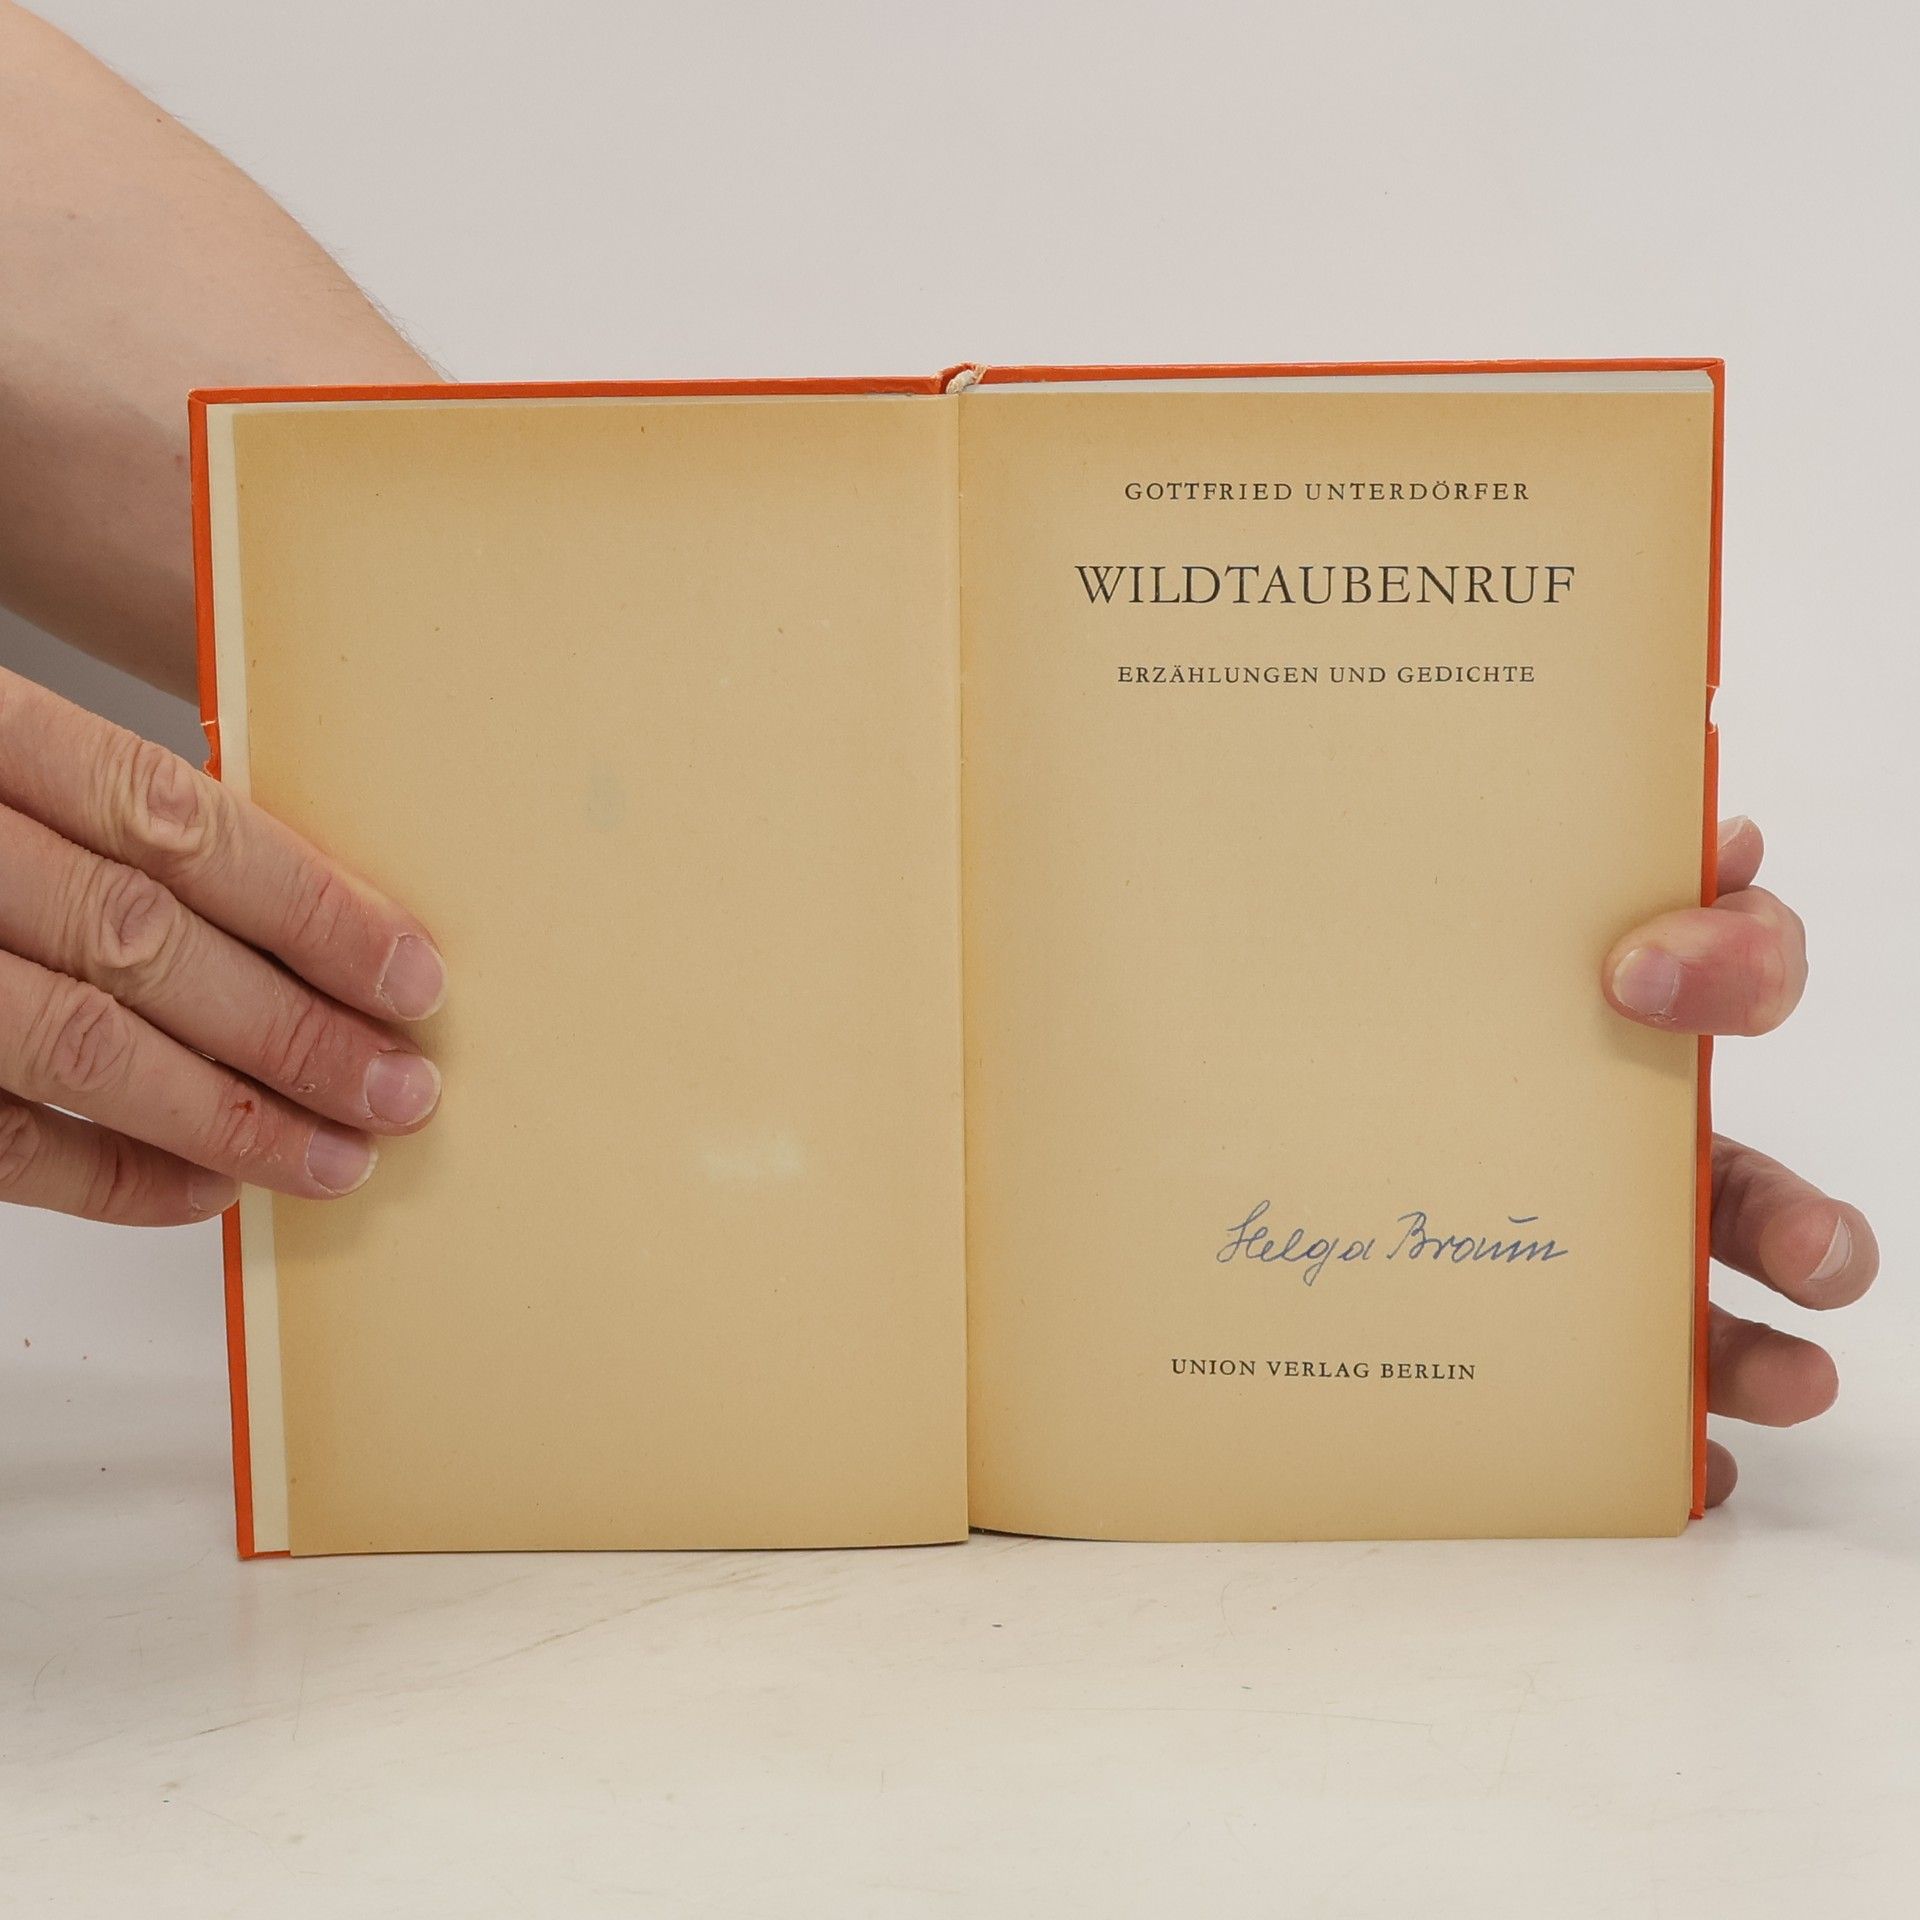 GOTTFRIED UNTERDÖRFER
WILDTAUBENRUF
ERZÄHLUNGEN UND GEDICHTE
Helga Braun
UNION VERLAG BERLIN